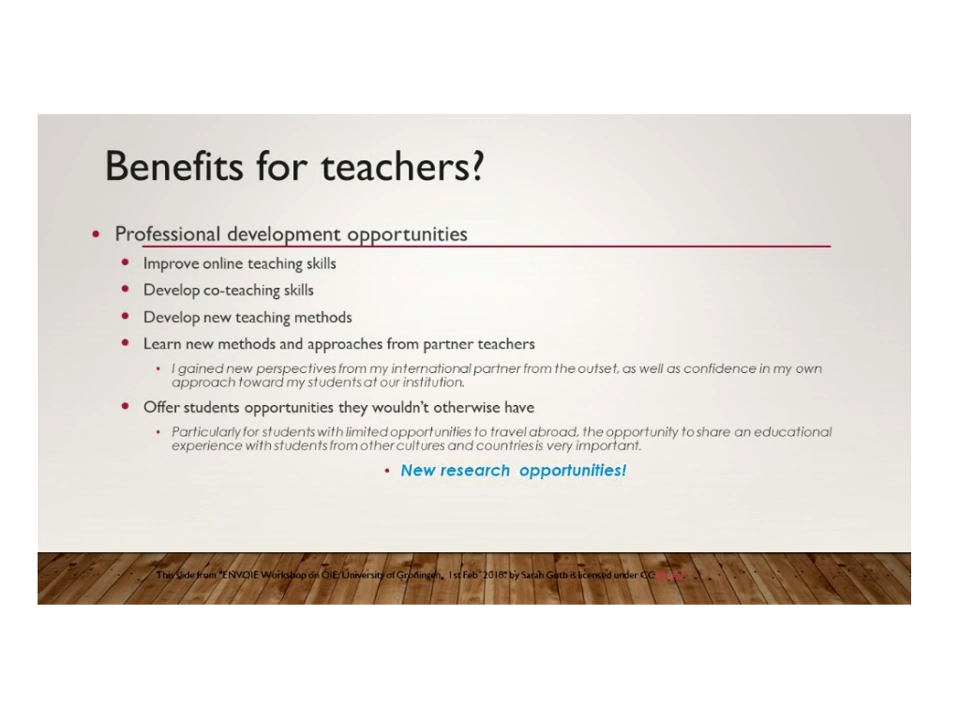 Benefits for teachers?
• Professional development opportunities
• Improve online teaching skills
• Develop co-teaching skills
• Develop new teaching methods
• Learn new methods and approaches from partner teachers
• I gained new perspectives from my international partner from the outset, as well as confidence in my own
approach toward my students at our institution.
• Offer students opportunities they wouldn't otherwise have
• Particularly for students with limited opportunities to travel abroad, the opportunity to share an educational
experience with students from other cultures and countries is very important.
• New research opportunities!
This slide from "ENVOIE Workshop on OIE, University of Groningen, 1st Feb 2018" by Sarah Guth is licensed under CC